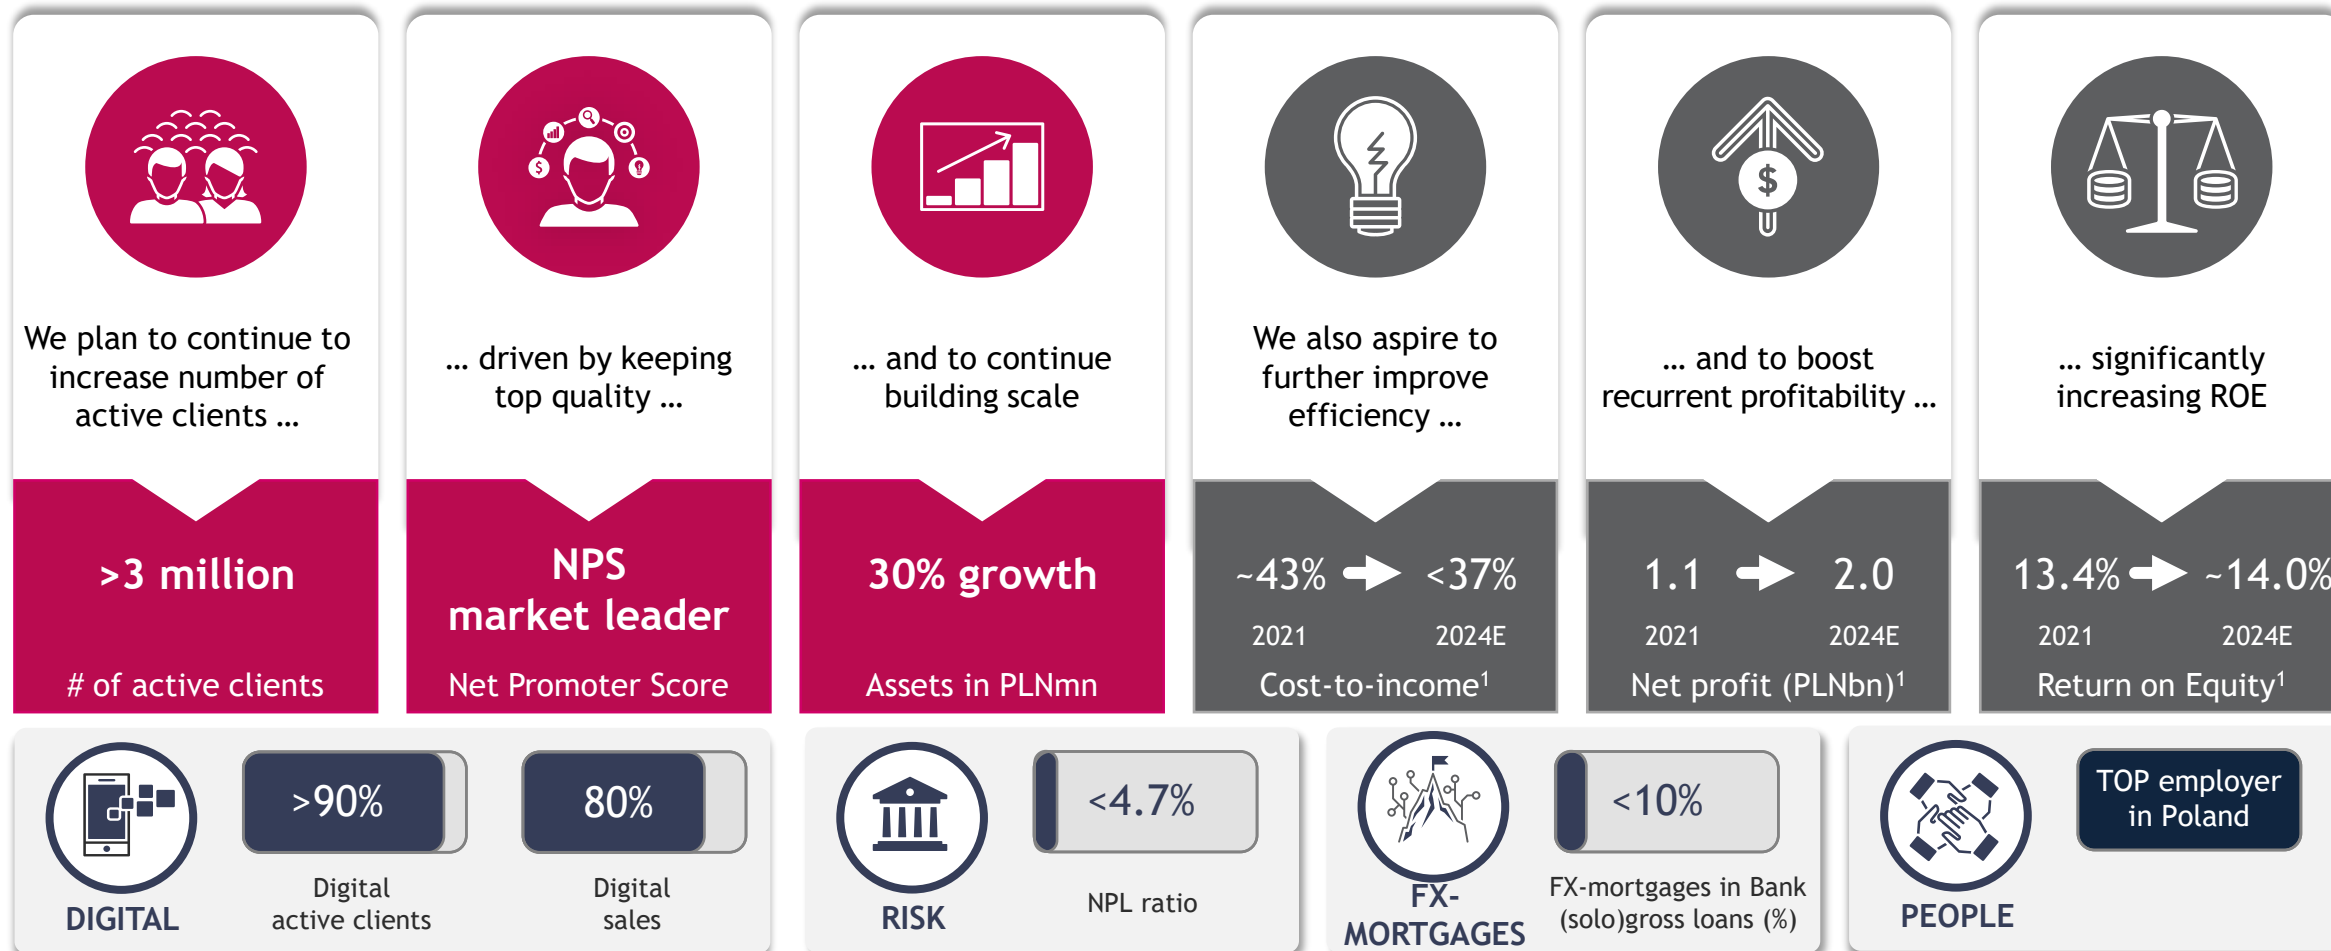 We plan to continue to
increase number of
active clients ...
>3 million
# of active clients
... driven by keeping
top quality ...
NPS
market leader
Net Promoter Score
... and to continue
building scale
30% growth
Assets in PLNmn
We also aspire to
further improve
efficiency ...
~43% <37%
2021 2024E
Cost-to-income¹
... and to boost
recurrent profitability ...
1.1 2.0
2021 2024E
Net profit (PLNbn)¹
... significantly
increasing ROE
13.4% ~14.0%
2021 2024E
Return on Equity¹
DIGITAL
>90%
Digital
active clients
80%
Digital
sales
RISK
<4.7%
NPL ratio
FX-
MORTGAGES
<10%
FX-mortgages in Bank
(solo)gross loans (%)
PEOPLE
TOP employer
in Poland